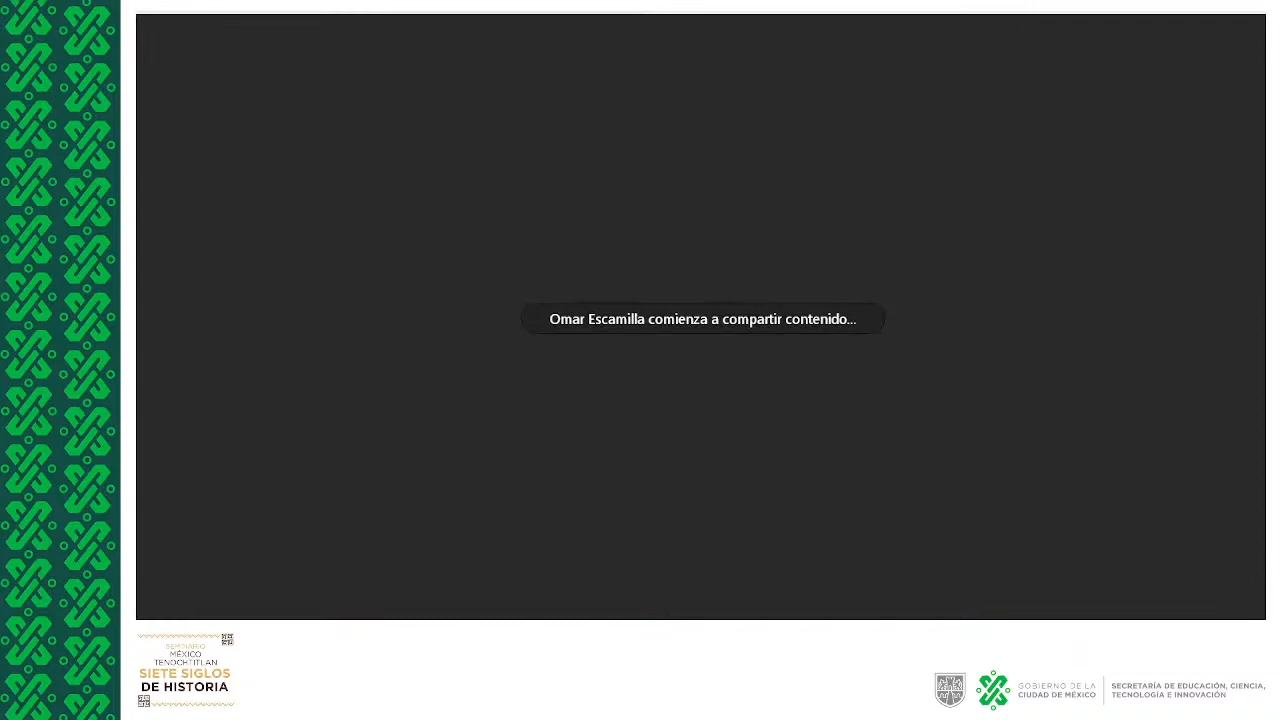 Omar Escamilla comienza a compartir contenido...
SEMINARIO
MÉXICO
TENOCHTITLAN
SIETE SIGLOS
DE HISTORIA
GOBIERNO DE LA
CIUDAD DE MÉXICO
SECRETARÍA DE EDUCACIÓN, CIENCIA,
TECNOLOGÍA E INNOVACIÓN